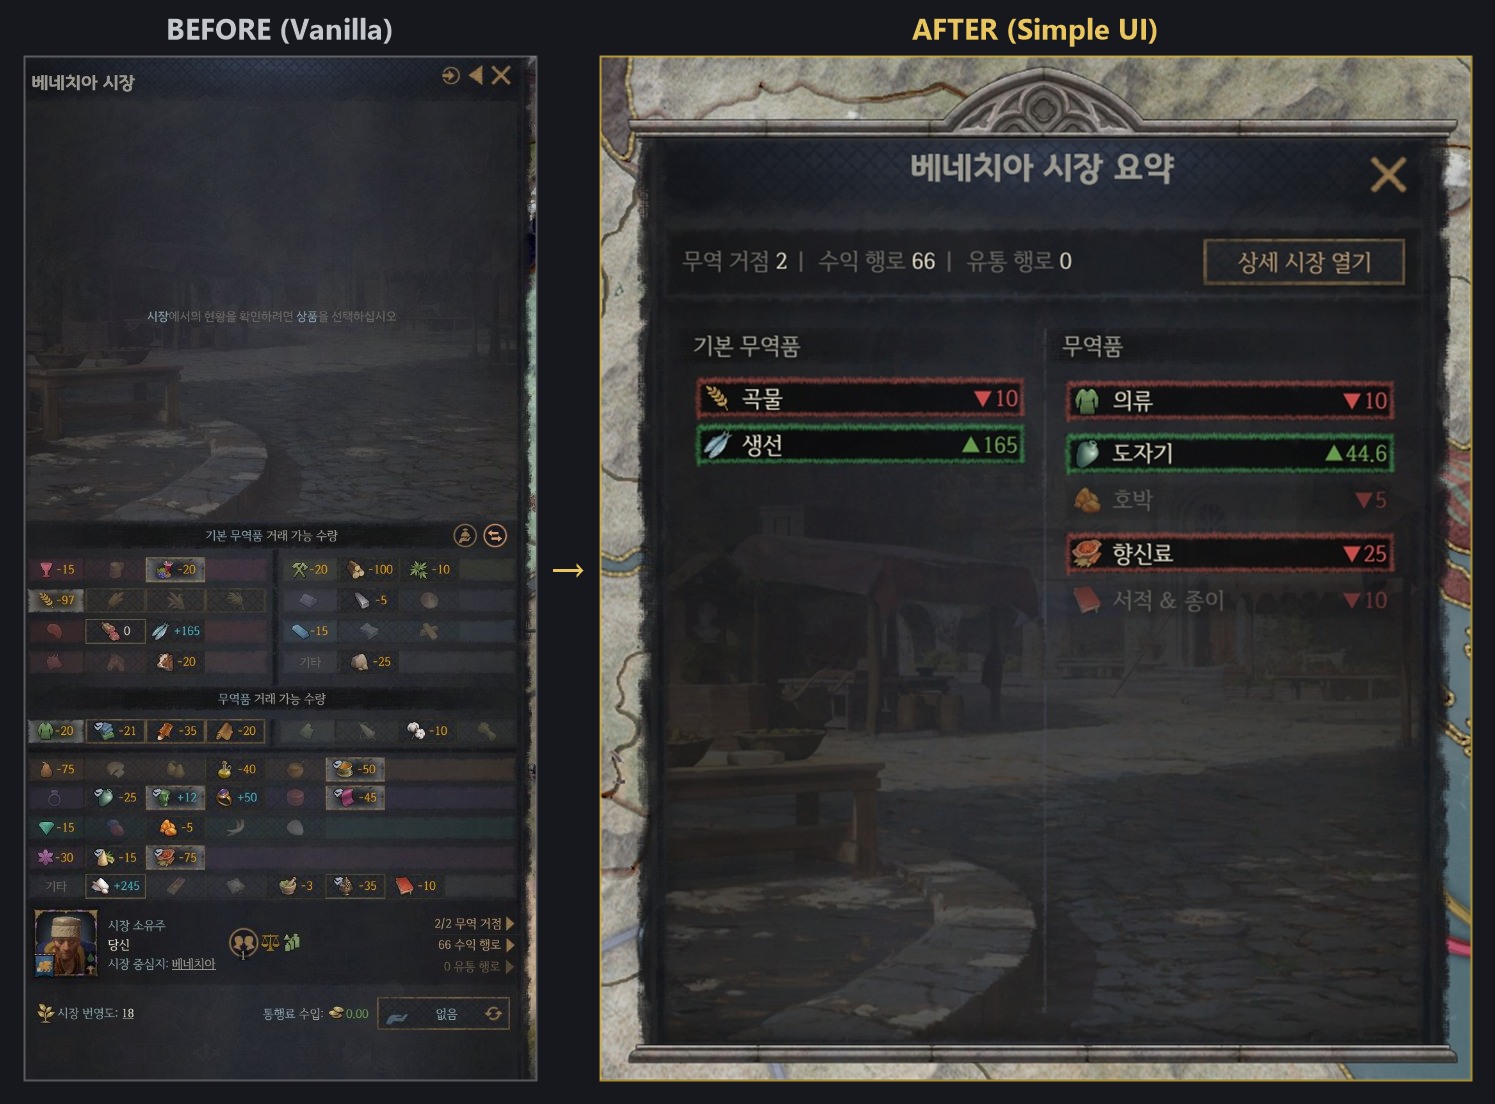 BEFORE (Vanilla)
베네치아 시장
시장에서의 현황을 확인하려면 상품을 선택하십시오
기본 무역품 거래 가능 수량
-15 -20 -20 -100 -10
-97 -5
0 +165 -15
-20 기타 -25
무역품 거래 가능 수량
-20 -21 -35 -20 -10
-75 -40 -50
-25 +12 +50 -45
-15 -5
-30 -15 -75
기타 +245 -3 -35 -10
시장 소유주
당신
시장 중심지: 베네치아
1
2/2 무역 거점
66 수익 행로
0 유통 행로
시장 번영도: 18
통행료 수입: 0.00
없음
→
AFTER (Simple UI)
베네치아 시장 요약
무역 거점 2 | 수익 행로 66 | 유통 행로 0
상세 시장 열기
기본 무역품
곡물 ▼10
생선 ▲165
무역품
의류 ▼10
도자기 ▲44.6
호박 ▼5
향신료 ▼25
서적 & 종이 ▼10